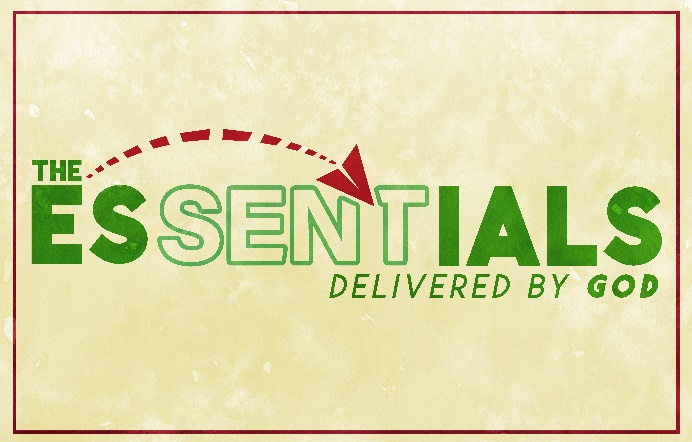 THE
ESSENTIALS
DELIVERED BY GOD